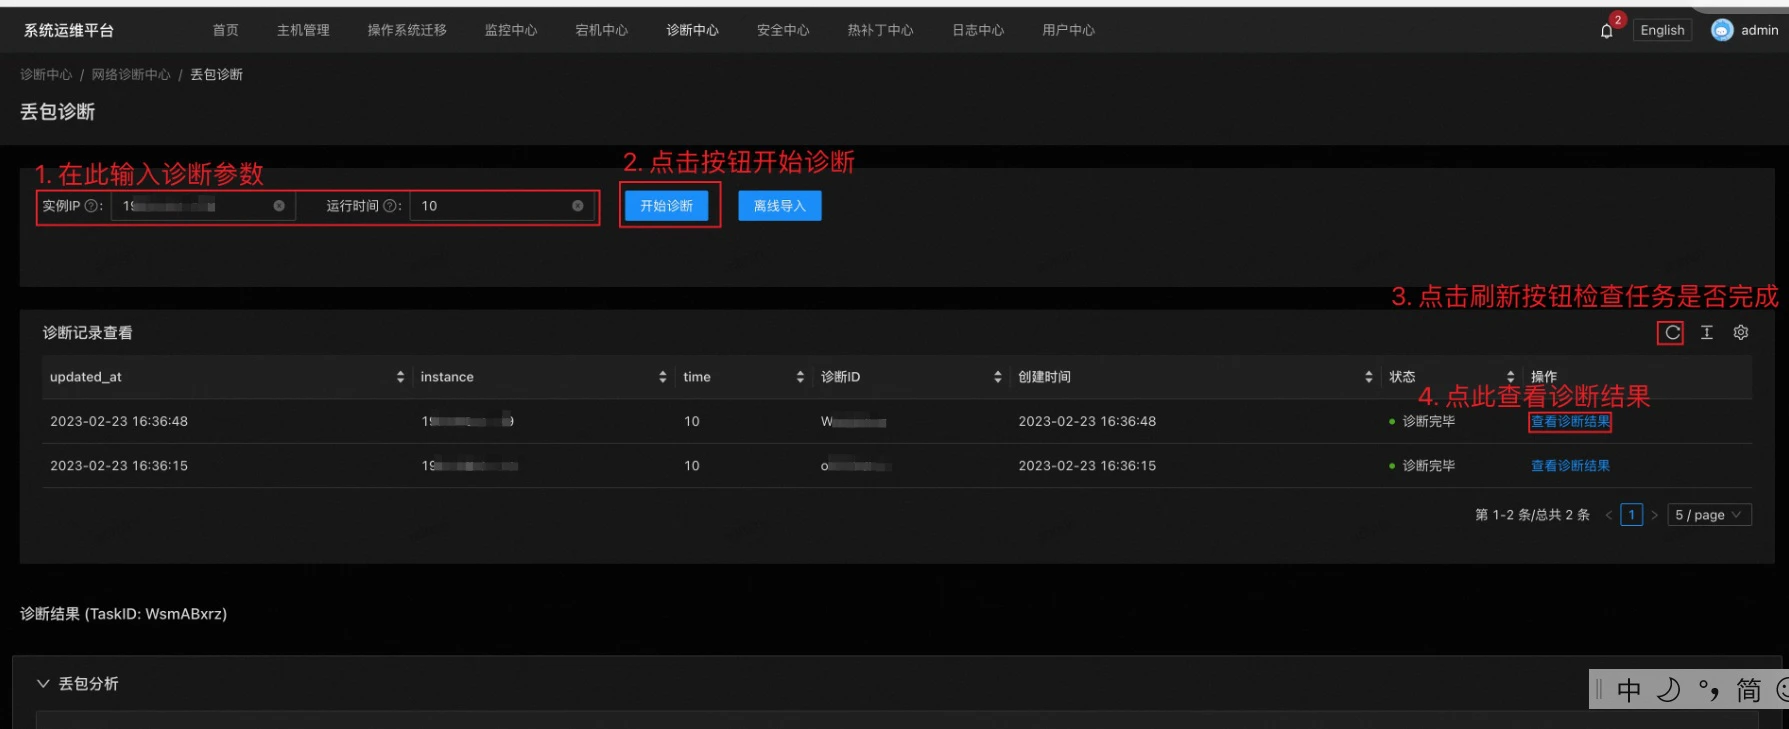 系统运维平台 首页 主机管理 操作系统迁移 监控中心 宕机中心 诊断中心 安全中心 热补丁中心 日志中心 用户中心 2 English admin
诊断中心 / 网络诊断中心 / 丢包诊断
丢包诊断
1. 在此输入诊断参数
2. 点击按钮开始诊断
实例IP ? : 19 运行时间 ? : 10 开始诊断 离线导入
3. 点击刷新按钮检查任务是否完成
诊断记录查看
updated_at instance time 诊断ID 创建时间 状态 操作
4. 点此查看诊断结果
2023-02-23 16:36:48 19 9 10 W 2023-02-23 16:36:48 诊断完毕 查看诊断结果
2023-02-23 16:36:15 19 10 o 2023-02-23 16:36:15 诊断完毕 查看诊断结果
第 1-2 条/总共 2 条 < 1 > 5 / page
诊断结果 (TaskID: WsmABxrz)
丢包分析
中 °, 简